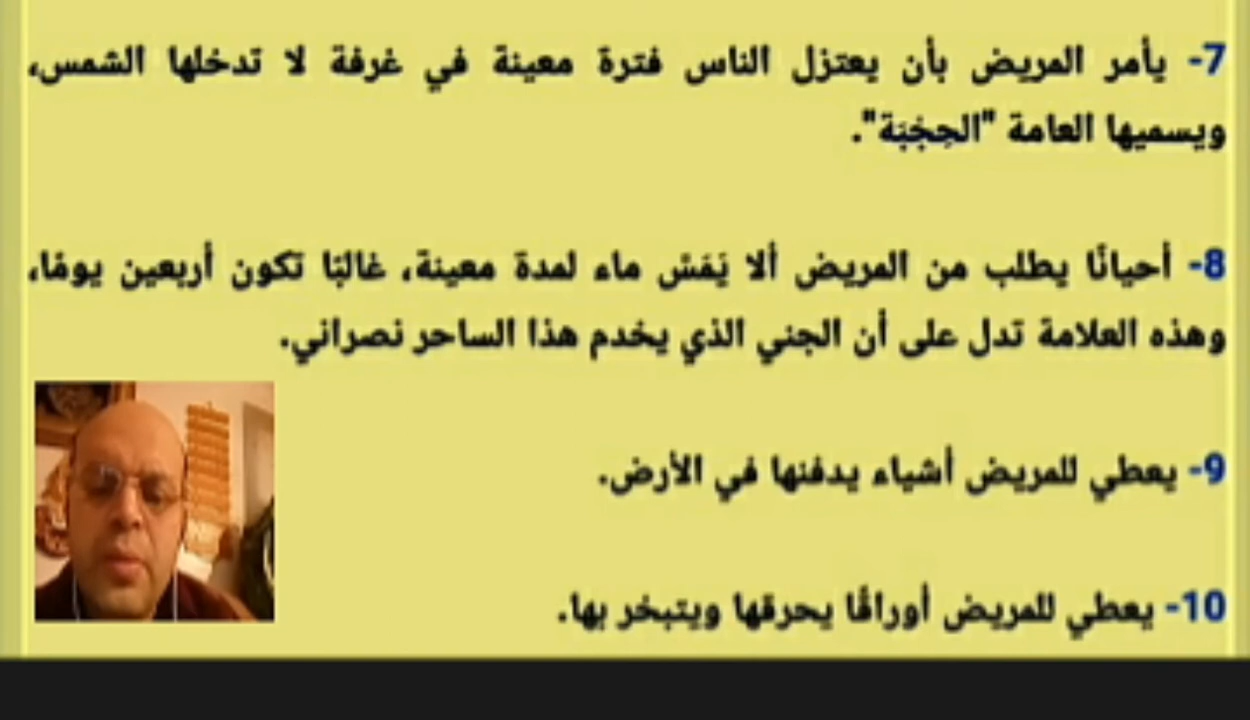 7- يأمر المريض بأن يعتزل الناس فترة معينة في غرفة لا تدخلها الشمس،
ويسميها العامة "الحِجْبَة".
8- أحيانًا يطلب من المريض ألا يَمَسَّ ماء لمدة معينة، غالبًا تكون أربعين يومًا،
وهذه العلامة تدل على أن الجني الذي يخدم هذا الساحر نصراني.
9- يعطي للمريض أشياء يدفنها في الأرض.
10- يعطي للمريض أوراقًا يحرقها ويتبخر بها.